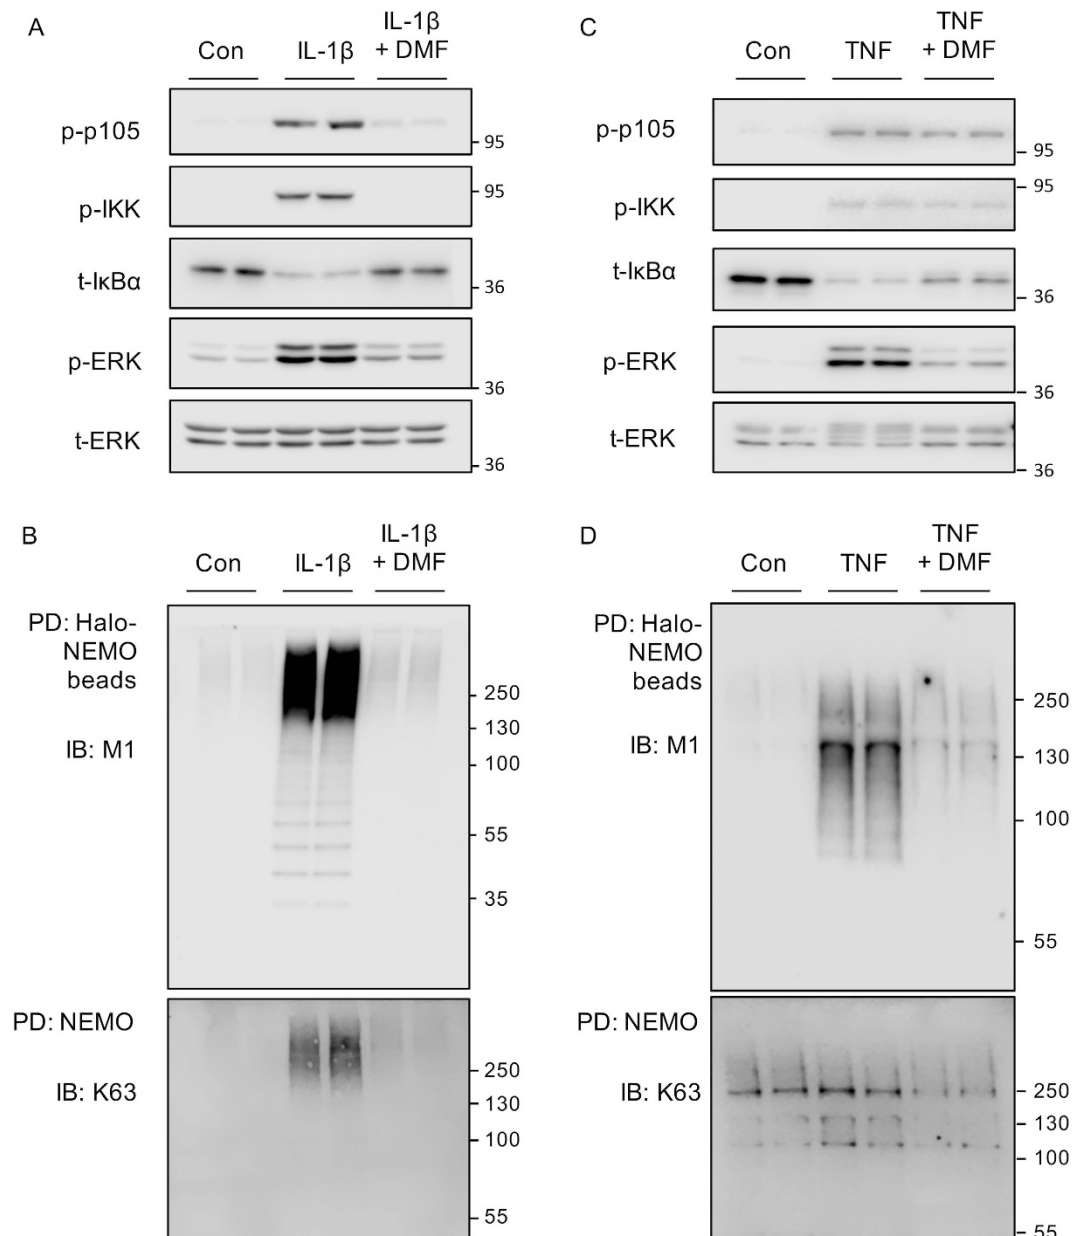 A
IL-1β
Con IL-1β + DMF
p-p105
95
p-IKK
95
t-IκBα
36
p-ERK
36
t-ERK
36
C
TNF
Con TNF + DMF
p-p105
95
p-IKK
95
t-IκBα
36
p-ERK
36
t-ERK
36
B
IL-1β
Con IL-1β + DMF
PD: Halo-
NEMO
beads
IB: M1
250
130
100
55
35
PD: NEMO
IB: K63
250
130
100
55
D
TNF
Con TNF + DMF
PD: Halo-
NEMO
beads
IB: M1
250
130
100
55
PD: NEMO
IB: K63
250
130
100
55